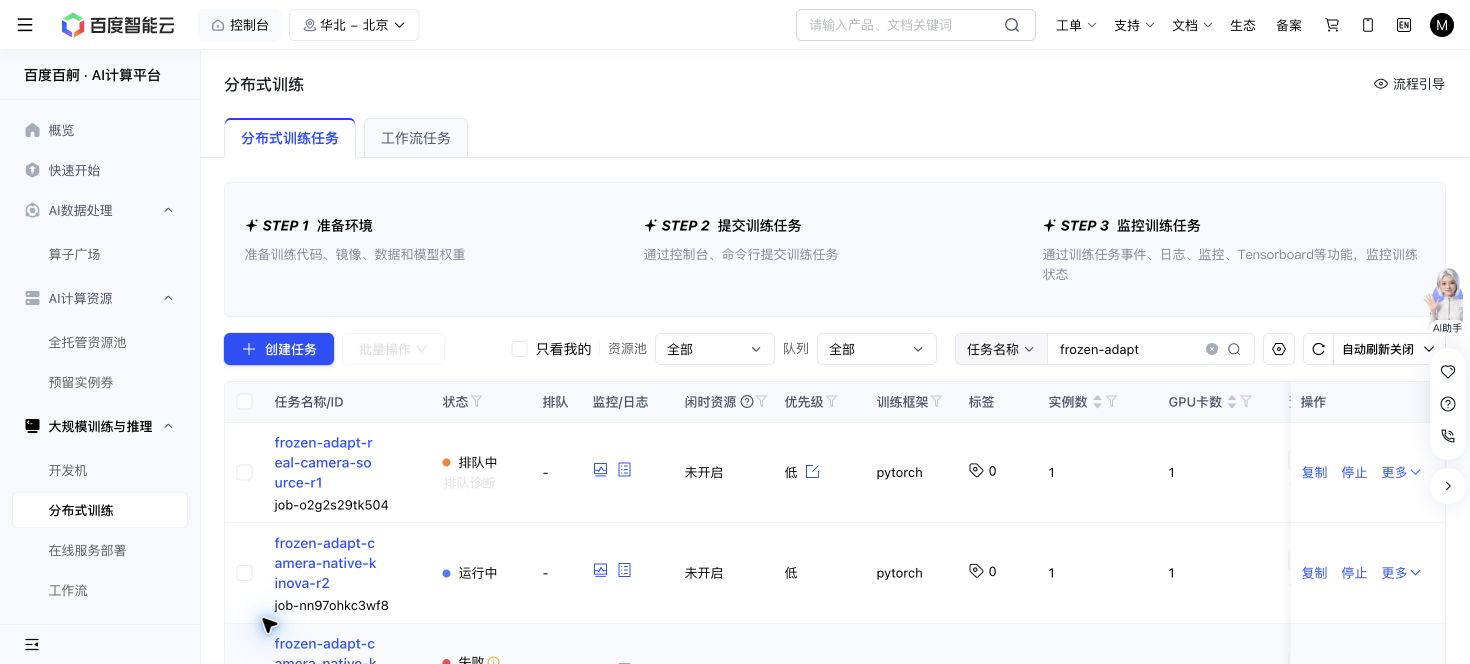 百度智能云
控制台
华北 – 北京
请输入产品、文档关键词
工单
支持
文档
生态
备案
EN
M
百度百舸 · AI计算平台
概览
快速开始
AI数据处理
算子广场
AI计算资源
全托管资源池
预留实例券
大规模训练与推理
开发机
分布式训练
在线服务部署
工作流
分布式训练
流程引导
分布式训练任务
工作流任务
STEP 1 准备环境
准备训练代码、镜像、数据和模型权重
STEP 2 提交训练任务
通过控制台、命令行提交训练任务
STEP 3 监控训练任务
通过训练任务事件、日志、监控、Tensorboard等功能，监控训练
状态
AI助手
创建任务
批量操作
只看我的
资源池
全部
队列
全部
任务名称
frozen-adapt
自动刷新关闭
任务名称/ID
状态
排队
监控/日志
闲时资源
优先级
训练框架
标签
实例数
GPU卡数
操作
frozen-adapt-r
eal-camera-so
urce-r1
job-o2g2s29tk504
排队中
排队诊断
-
未开启
低
pytorch
0
1
1
复制
停止
更多
frozen-adapt-c
amera-native-k
inova-r2
job-nn97ohkc3wf8
运行中
-
未开启
低
pytorch
0
1
1
复制
停止
更多
frozen-adapt-c
amera-native-k
失败